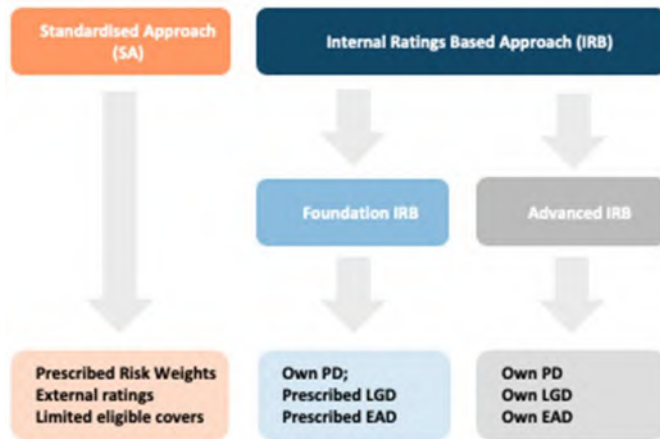 Standardised Approach
(SA)
Internal Ratings Based Approach (IRB)
Foundation IRB
Advanced IRB
Prescribed Risk Weights
External ratings
Limited eligible covers
Own PD;
Prescribed LGD
Prescribed EAD
Own PD
Own LGD
Own EAD